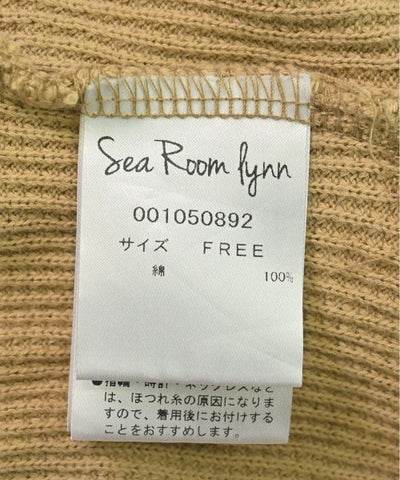 Sea Room lynn
001050892
サイズ FREE
綿 100%
●指輪・時計・ネックレスなど
は、ほつれ糸の原因になりま
すので、着用後にお付けする
ことをおすすめします。